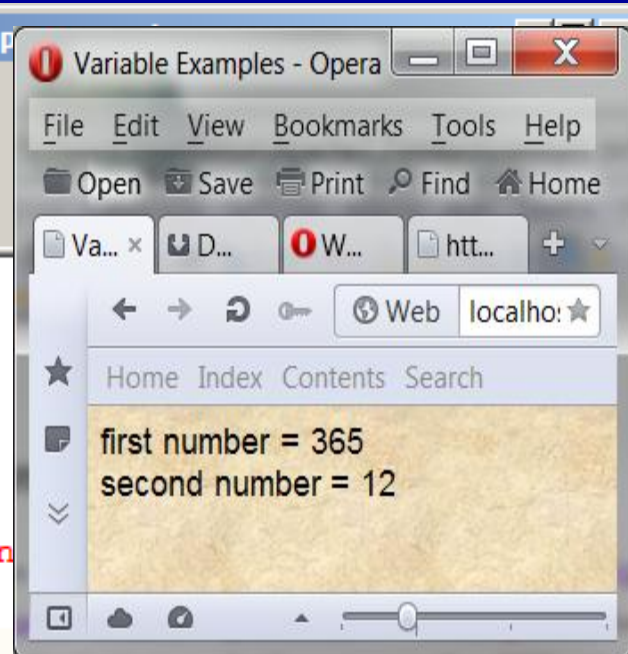 Variable Examples - Opera
File Edit View Bookmarks Tools Help
Open Save Print Find Home
Va... D... W... htt...
Web localho
Home Index Contents Search
first number = 365
second number = 12
n